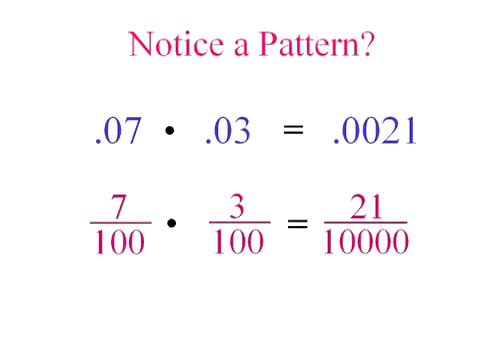 Notice a Pattern?
.07 • .03 = .0021
7/100 • 3/100 = 21/10000